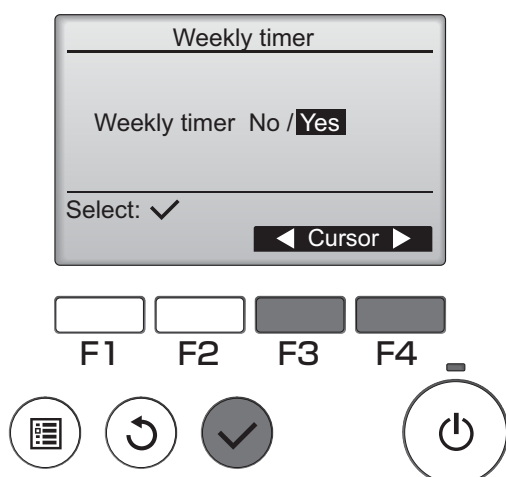 Weekly timer
Weekly timer No / Yes
Select: ✓
◀ Cursor ▶
F1 F2 F3 F4